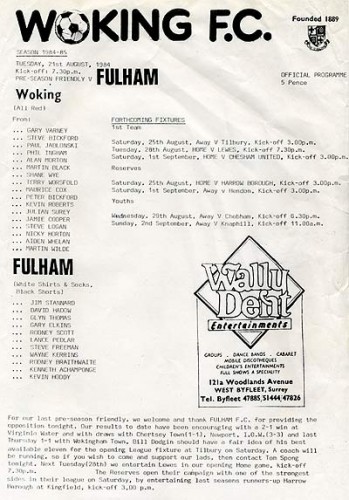 WOKING F.C.
Founded 1889
SEASON 1984-85
TUESDAY, 21st AUGUST, 1984
Kick-off: 7.30p.m.
PRE-SEASON FRIENDLY V FULHAM
OFFICIAL PROGRAMME
5 Pence
Woking
(All Red)
From:
... GARY VARNEY
... STEVE BICKFORD
... PAUL JABLONSKI
... PHIL INGHAM
... ALAN MORTON
... MARTIN BLACK
... SHANE WYE
... TERRY WORSFOLD
... MAURICE COX
... PETER BICKFORD
... KEVIN ROBERTS
... JULIAN SUREY
... JAMIE COOPER
... STEVE LOGAN
... NICKY HORTON
... AIDEN WHELAN
... MARTIN WILDE
FORTHCOMING FIXTURES
1st Team
Saturday, 25th August, Away V Tilbury, Kick-off 3.00p.m.
Tuesday, 28th August, HOME V LEWES, Kick-off 7.30p.m.
Saturday, 1st September, HOME V CHESHAM UNITED, Kick-off 3.00p.m.
Reserves
Saturday, 25th August, HOME V HARROW BOROUGH, Kick-off 3.00p.m.
Saturday, 1st September, Away v Hendon, Kick-off 3.00p.m.
Youths
Wednesday, 29th August, Away V Chobham, Kick-off 6.30p.m.
Sunday, 2nd September, Away V Knaphill, Kick-off 11.00a.m.
FULHAM
(White Shirts & Socks,
Black Shorts)
... JIM STANNARD
... DAVID HADOW
... GLYN THOMAS
... GARY ELKINS
... RODNEY SCOTT
... LANCE PEDLAR
... STEVE FREEMAN
... WAYNE KERRINS
... RODNEY BRAITHWAITE
... KENNETH ACHAMPONGE
... KEVIN HODDY
Wally
Dent
Entertainments
GROUPS . DANCE BANDS . CABARET
MOBILE DISCOTHEQUES
CHILDREN'S ENTERTAINMENTS
FULL SHOWS A SPECIALITY
121a Woodlands Avenue
WEST BYFLEET, Surrey
Tel. Byfleet 47885, 51444, 47826
For our last pre-season friendly, we welcome and thank FULHAM F.C. for providing the
opposition tonight. Our results to date have been encouraging with a 2-1 win at
Virginia Water and with draws with Chertsey Town(1-1), Newport, I.O.W.(3-3) and last
Thursday 1-1 with Wokingham Town. Bill Dodgin should have a fair idea of his best
available eleven for the opening League fixture at Tilbury on Saturday. A coach will
be running, so if you wish to come and support our lads, then contact Tom Spong
tonight. Next Tuesday(28th) we entertain Lewes in our opening Home game, kick-off
7.30 p.m. The Reserves open their campaign with one of the strongest
sides in their league on Saturday, by entertaining last seasons runners-up Harrow
Borough at Kingfield, kick-off 3.00 p.m.